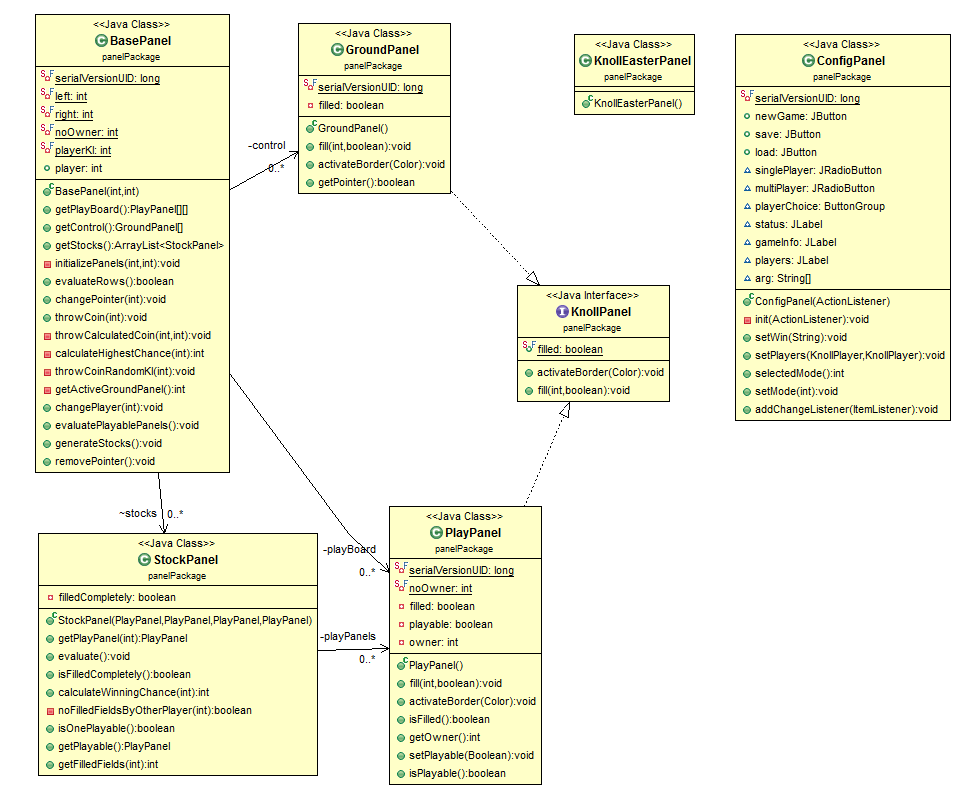 <<Java Class>>
BasePanel
panelPackage
serialVersionUID: long
left: int
right: int
noOwner: int
playerKI: int
player: int
BasePanel(int,int)
getPlayBoard():PlayPanel[][]
getControl():GroundPanel[]
getStocks():ArrayList<StockPanel>
initializePanels(int,int):void
evaluateRows():boolean
changePointer(int):void
throwCoin(int):void
throwCalculatedCoin(int,int):void
calculateHighestChance(int):int
throwCoinRandomKI(int):void
getActiveGroundPanel():int
changePlayer(int):void
evaluatePlayablePanels():void
generateStocks():void
removePointer():void
-control
0..*
<<Java Class>>
GroundPanel
panelPackage
serialVersionUID: long
filled: boolean
GroundPanel()
fill(int,boolean):void
activateBorder(Color):void
getPointer():boolean
<<Java Class>>
KnollEasterPanel
panelPackage
KnollEasterPanel()
<<Java Class>>
ConfigPanel
panelPackage
serialVersionUID: long
newGame: JButton
save: JButton
load: JButton
singlePlayer: JRadioButton
multiPlayer: JRadioButton
playerChoice: ButtonGroup
status: JLabel
gameInfo: JLabel
players: JLabel
arg: String[]
ConfigPanel(ActionListener)
init(ActionListener):void
setWin(String):void
setPlayers(KnollPlayer,KnollPlayer):void
selectedMode():int
setMode(int):void
addChangeListener(ItemListener):void
<<Java Interface>>
KnollPanel
panelPackage
filled: boolean
activateBorder(Color):void
fill(int,boolean):void
~stocks
0..*
<<Java Class>>
StockPanel
panelPackage
filledCompletely: boolean
StockPanel(PlayPanel,PlayPanel,PlayPanel,PlayPanel)
getPlayPanel(int):PlayPanel
evaluate():void
isFilledCompletely():boolean
calculateWinningChance(int):int
noFilledFieldsByOtherPlayer(int):boolean
isOnePlayable():boolean
getPlayable():PlayPanel
getFilledFields(int):int
-playBoard
0..*
-playPanels
0..*
<<Java Class>>
PlayPanel
panelPackage
serialVersionUID: long
noOwner: int
filled: boolean
playable: boolean
owner: int
PlayPanel()
fill(int,boolean):void
activateBorder(Color):void
isFilled():boolean
getOwner():int
setPlayable(Boolean):void
isPlayable():boolean